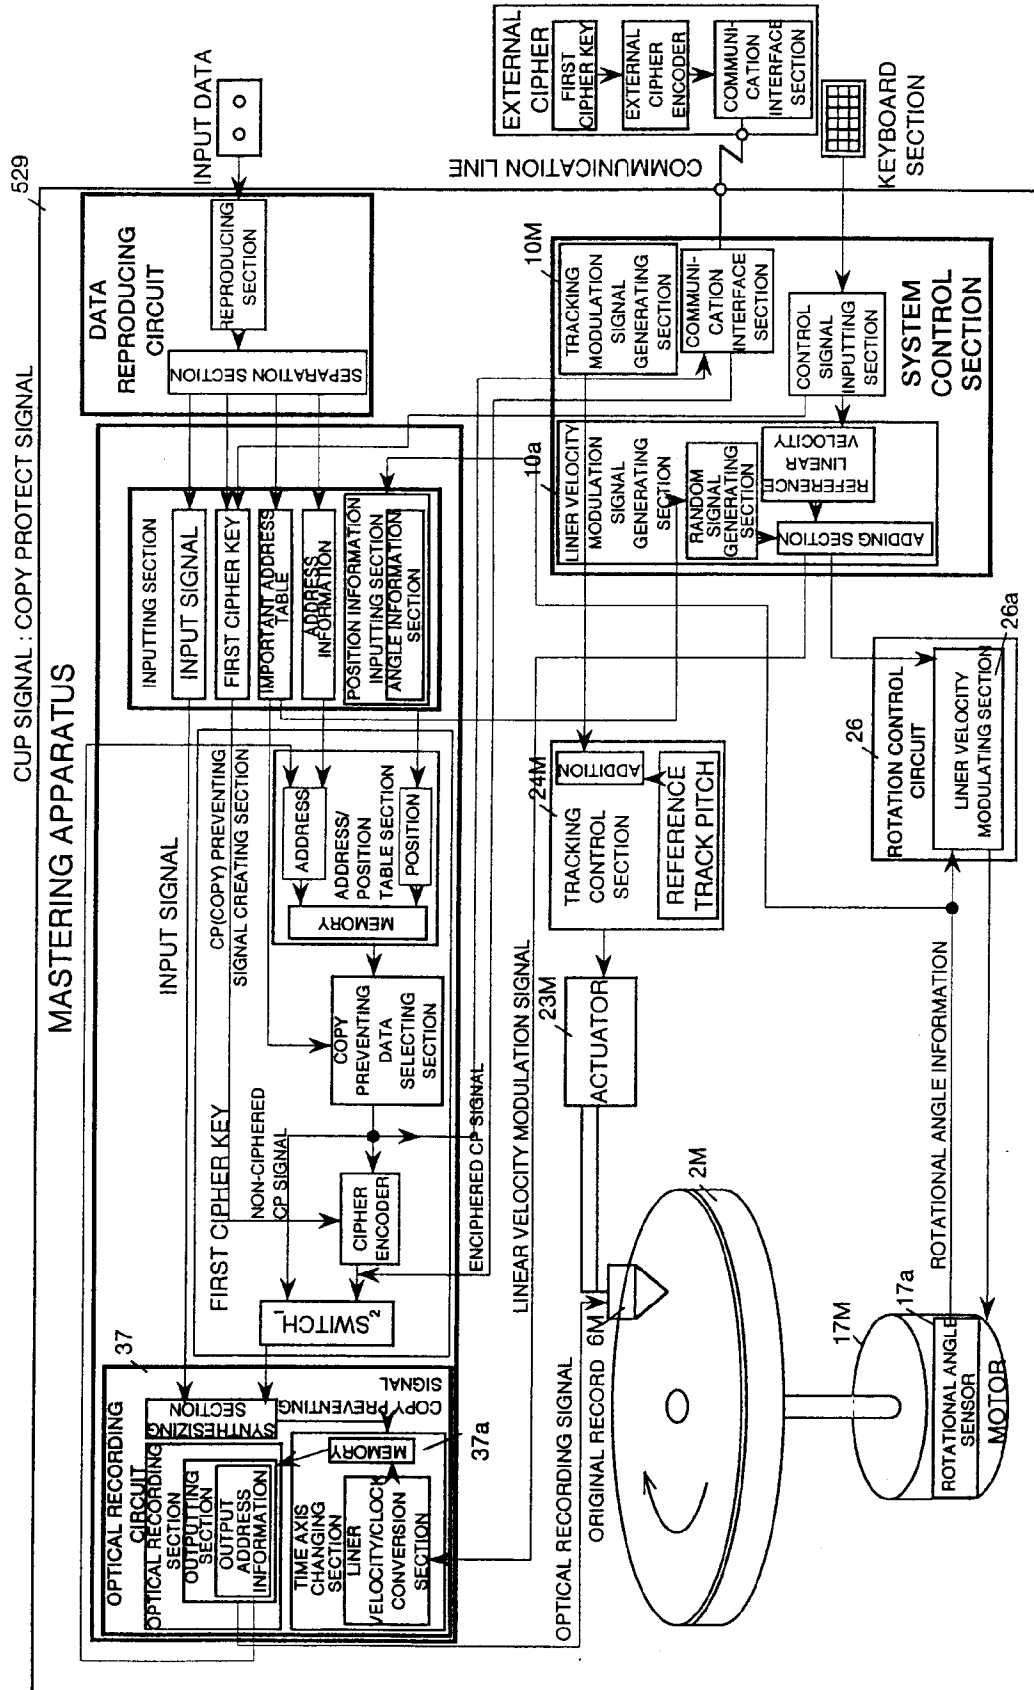 CUP SIGNAL : COPY PROTECT SIGNAL
529
MASTERING APPARATUS
INPUT DATA
DATA
REPRODUCING
CIRCUIT
REPRODUCING
SECTION
SEPARATION SECTION
EXTERNAL
CIPHER
FIRST
CIPHER KEY
EXTERNAL
CIPHER
ENCODER
COMMUNI-
CATION
INTERFACE
SECTION
COMMUNICATION LINE
KEYBOARD
SECTION
INPUTTING SECTION
INPUT SIGNAL
FIRST CIPHER KEY
IMPORTANT ADDRESS
TABLE
ADDRESS
INFORMATION
POSITION INFORMATION
INPUTTING SECTION
ANGLE INFORMATION
SECTION
INPUT SIGNAL
CP(COPY) PREVENTING
SIGNAL CREATING SECTION
ADDRESS
ADDRESS/
POSITION
TABLE SECTION
POSITION
MEMORY
COPY
PREVENTING
DATA
SELECTING
SECTION
FIRST CIPHER KEY
NON-CIPHERED
CP SIGNAL
CIPHER
ENCODER
ENCIPHERED CP SIGNAL
SWITCH
1
2
37
OPTICAL RECORDING
CIRCUIT
SYNTHESIZING
SECTION
COPY PREVENTING
SIGNAL
OPTICAL RECORDING
SECTION
OUTPUTTING
SECTION
OUTPUT
ADDRESS
INFORMATION
TIME AXIS
CHANGING
SECTION
MEMORY
37a
LINER
VELOCITY/CLOCK
CONVERSION
SECTION
10M
TRACKING
MODULATION
SIGNAL
GENERATING
SECTION
COMMUNI-
CATION
INTERFACE
SECTION
CONTROL
SIGNAL
INPUTTING
SECTION
SYSTEM
CONTROL
SECTION
10a
LINER VELOCITY
MODULATION
SIGNAL
GENERATING
SECTION
RANDOM
SIGNAL
GENERATING
SECTION
REFERENCE
LINEAR
VELOCITY
ADDING SECTION
LINEAR VELOCITY MODULATION SIGNAL
24M
TRACKING
CONTROL
SECTION
ADDITION
REFERENCE
TRACK PITCH
23M
ACTUATOR
26
ROTATION CONTROL
CIRCUIT
26a
LINER VELOCITY
MODULATING SECTION
OPTICAL RECORDING SIGNAL
ORIGINAL RECORD
6M
2M
ROTATIONAL ANGLE INFORMATION
17M
17a
ROTATIONAL ANGLE
SENSOR
MOTOR